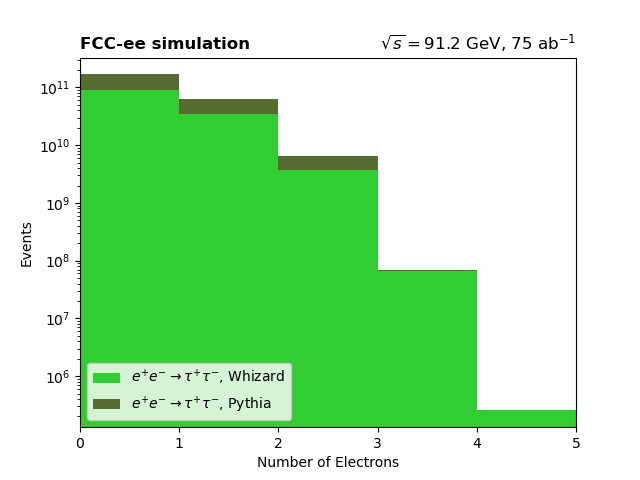 FCC-ee simulation
√s = 91.2 GeV, 75 ab⁻¹
Events
10¹¹
10¹⁰
10⁹
10⁸
10⁷
10⁶
e⁺e⁻ → τ⁺τ⁻, Whizard
e⁺e⁻ → τ⁺τ⁻, Pythia
0 1 2 3 4 5
Number of Electrons